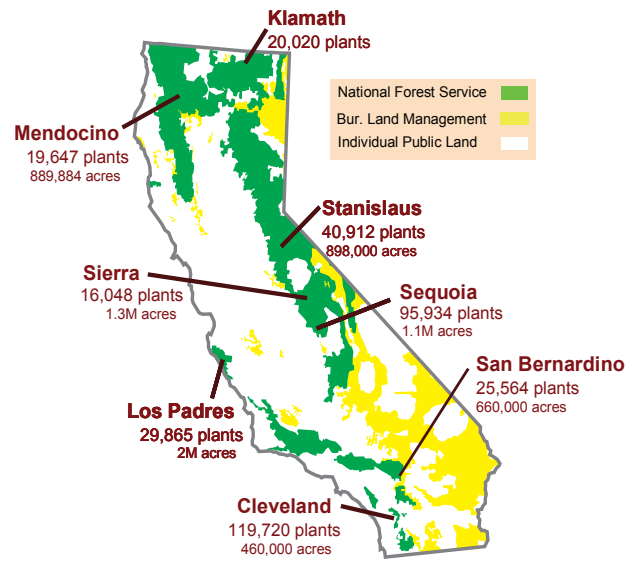 Klamath
20,020 plants
National Forest Service
Bur. Land Management
Individual Public Land
Mendocino
19,647 plants
889,884 acres
Stanislaus
40,912 plants
898,000 acres
Sierra
16,048 plants
1.3M acres
Sequoia
95,934 plants
1.1M acres
San Bernardino
25,564 plants
660,000 acres
Los Padres
29,865 plants
2M acres
Cleveland
119,720 plants
460,000 acres